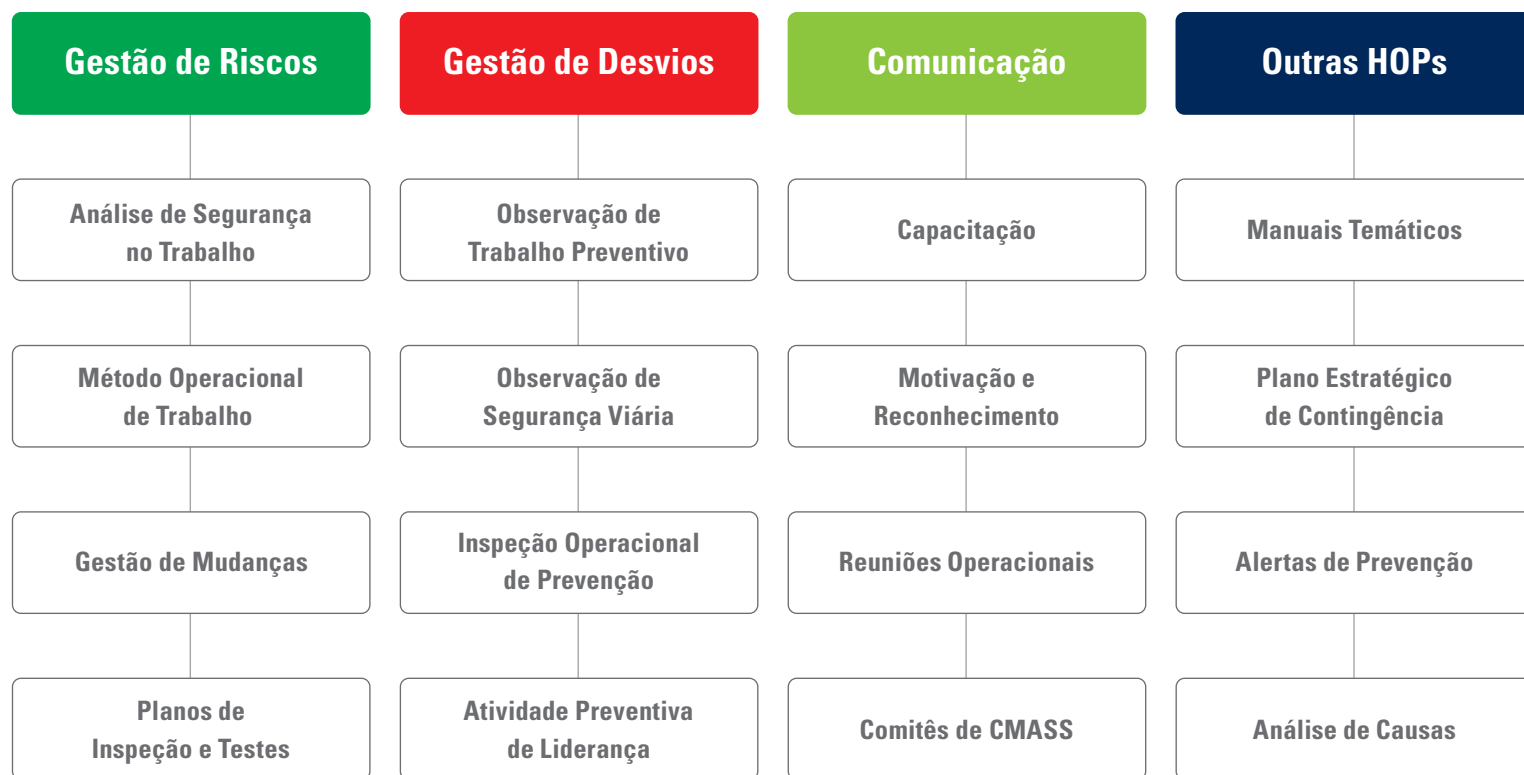 Gestão de Riscos
Análise de Segurança
no Trabalho
Método Operacional
de Trabalho
Gestão de Mudanças
Planos de
Inspeção e Testes
Gestão de Desvios
Observação de
Trabalho Preventivo
Observação de
Segurança Viária
Inspeção Operacional
de Prevenção
Atividade Preventiva
de Liderança
Comunicação
Capacitação
Motivação e
Reconhecimento
Reuniões Operacionais
Comitês de CMASS
Outras HOPs
Manuais Temáticos
Plano Estratégico
de Contingência
Alertas de Prevenção
Análise de Causas